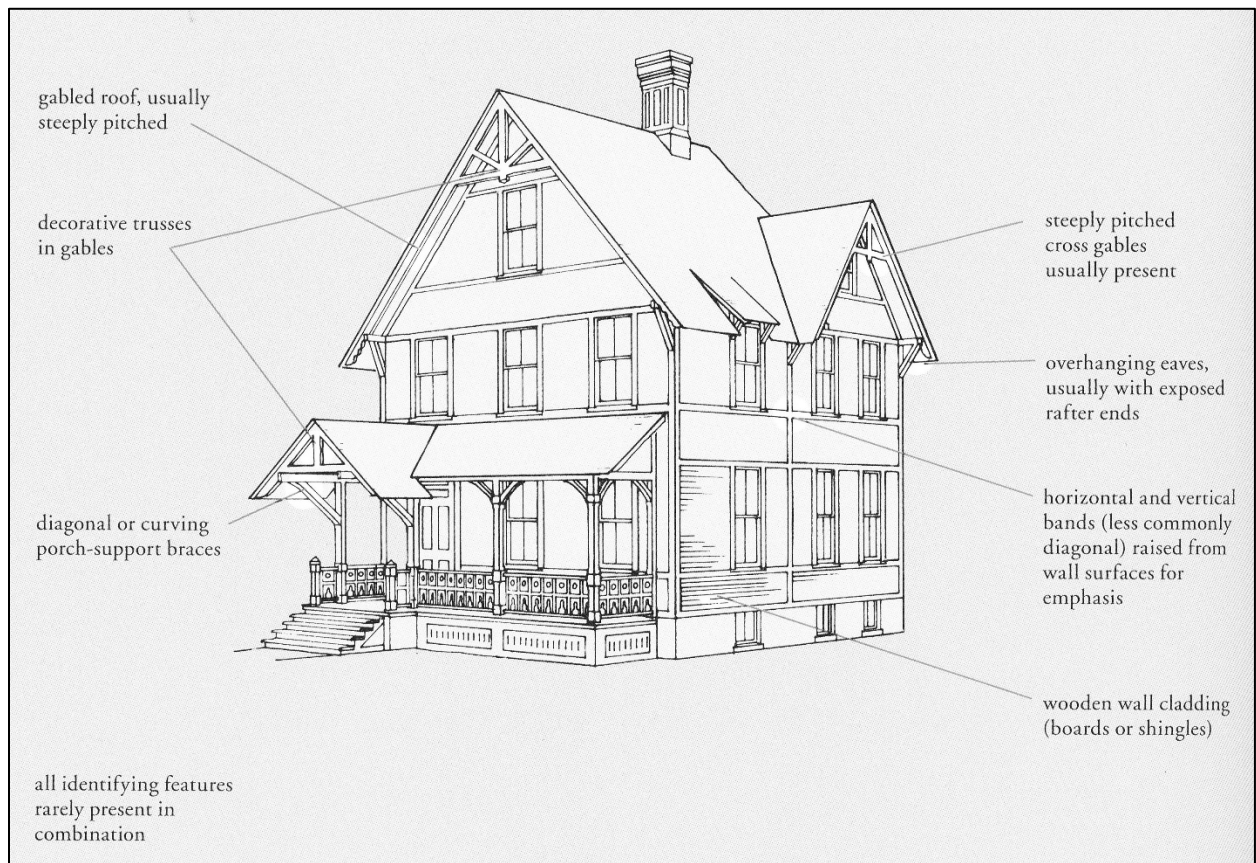 gabled roof, usually
steeply pitched
decorative trusses
in gables
diagonal or curving
porch-support braces
all identifying features
rarely present in
combination
steeply pitched
cross gables
usually present
overhanging eaves,
usually with exposed
rafter ends
horizontal and vertical
bands (less commonly
diagonal) raised from
wall surfaces for
emphasis
wooden wall cladding
(boards or shingles)